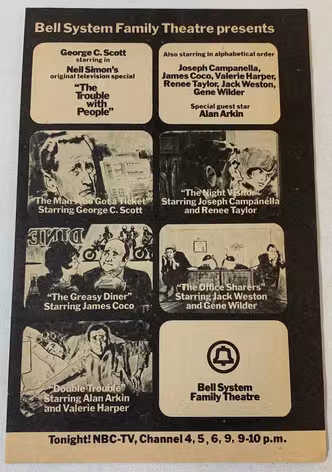 Bell System Family Theatre presents
George C. Scott
starring in
Neil Simon's
original television special
"The
Trouble
with
People"
Also starring in alphabetical order
Joseph Campanella,
James Coco, Valerie Harper,
Renee Taylor, Jack Weston,
Gene Wilder
Special guest star
Alan Arkin
"The Man Who Got a Ticket"
Starring George C. Scott
"The Night Visitor"
Starring Joseph Campanella
and Renee Taylor
DINE
"The Greasy Diner"
Starring James Coco
"The Office Sharers"
Starring Jack Weston
and Gene Wilder
"Double Trouble"
Starring Alan Arkin
and Valerie Harper
Bell System
Family Theatre
Tonight! NBC-TV, Channel 4, 5, 6, 9, 9-10 p.m.